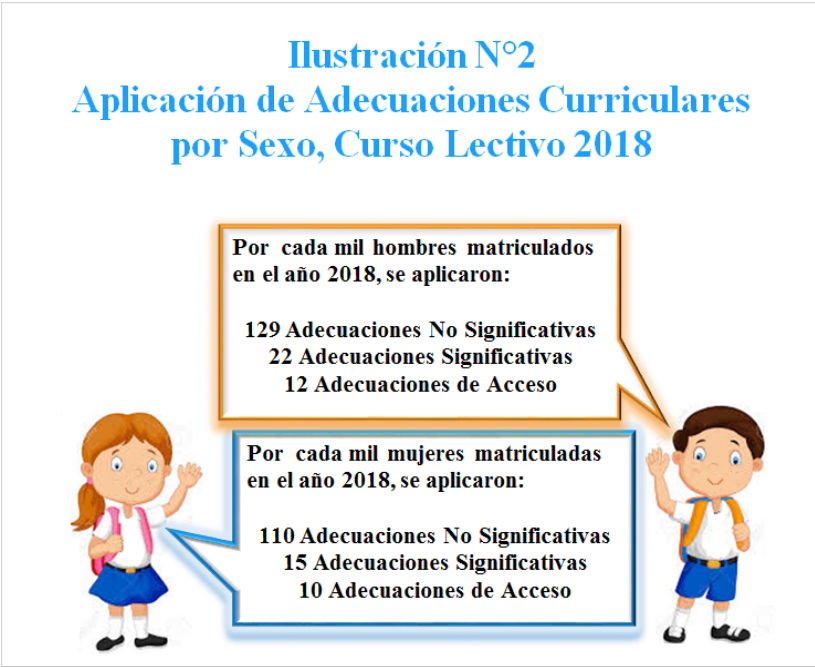 Ilustración N°2
Aplicación de Adecuaciones Curriculares
por Sexo, Curso Lectivo 2018
Por cada mil hombres matriculados
en el año 2018, se aplicaron:
129 Adecuaciones No Significativas
22 Adecuaciones Significativas
12 Adecuaciones de Acceso
Por cada mil mujeres matriculadas
en el año 2018, se aplicaron:
110 Adecuaciones No Significativas
15 Adecuaciones Significativas
10 Adecuaciones de Acceso